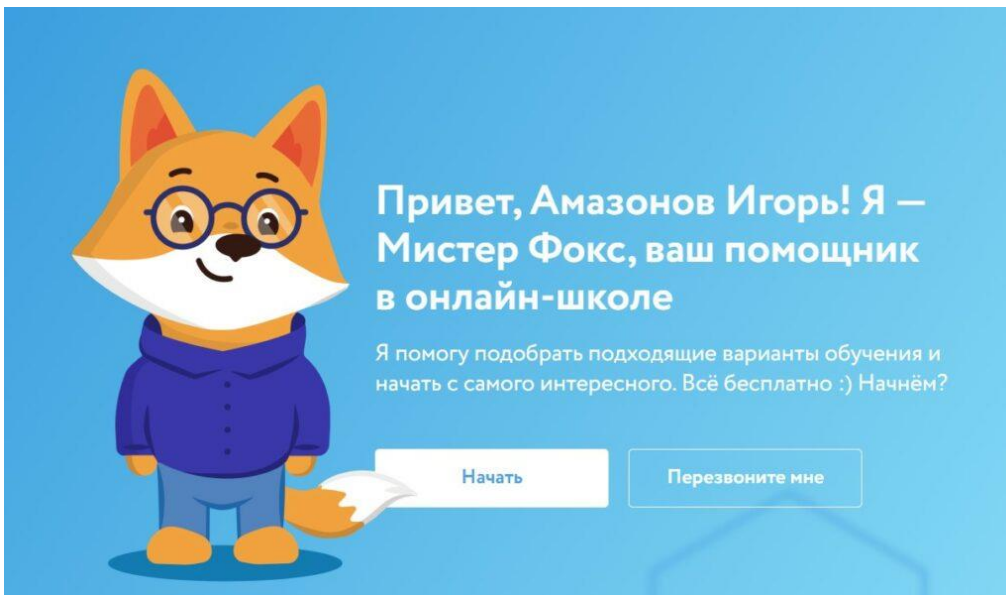 Привет, Амазонов Игорь! Я —
Мистер Фокс, ваш помощник
в онлайн-школе
Я помогу подобрать подходящие варианты обучения и
начать с самого интересного. Всё бесплатно :) Начнём?
Начать
Перезвоните мне